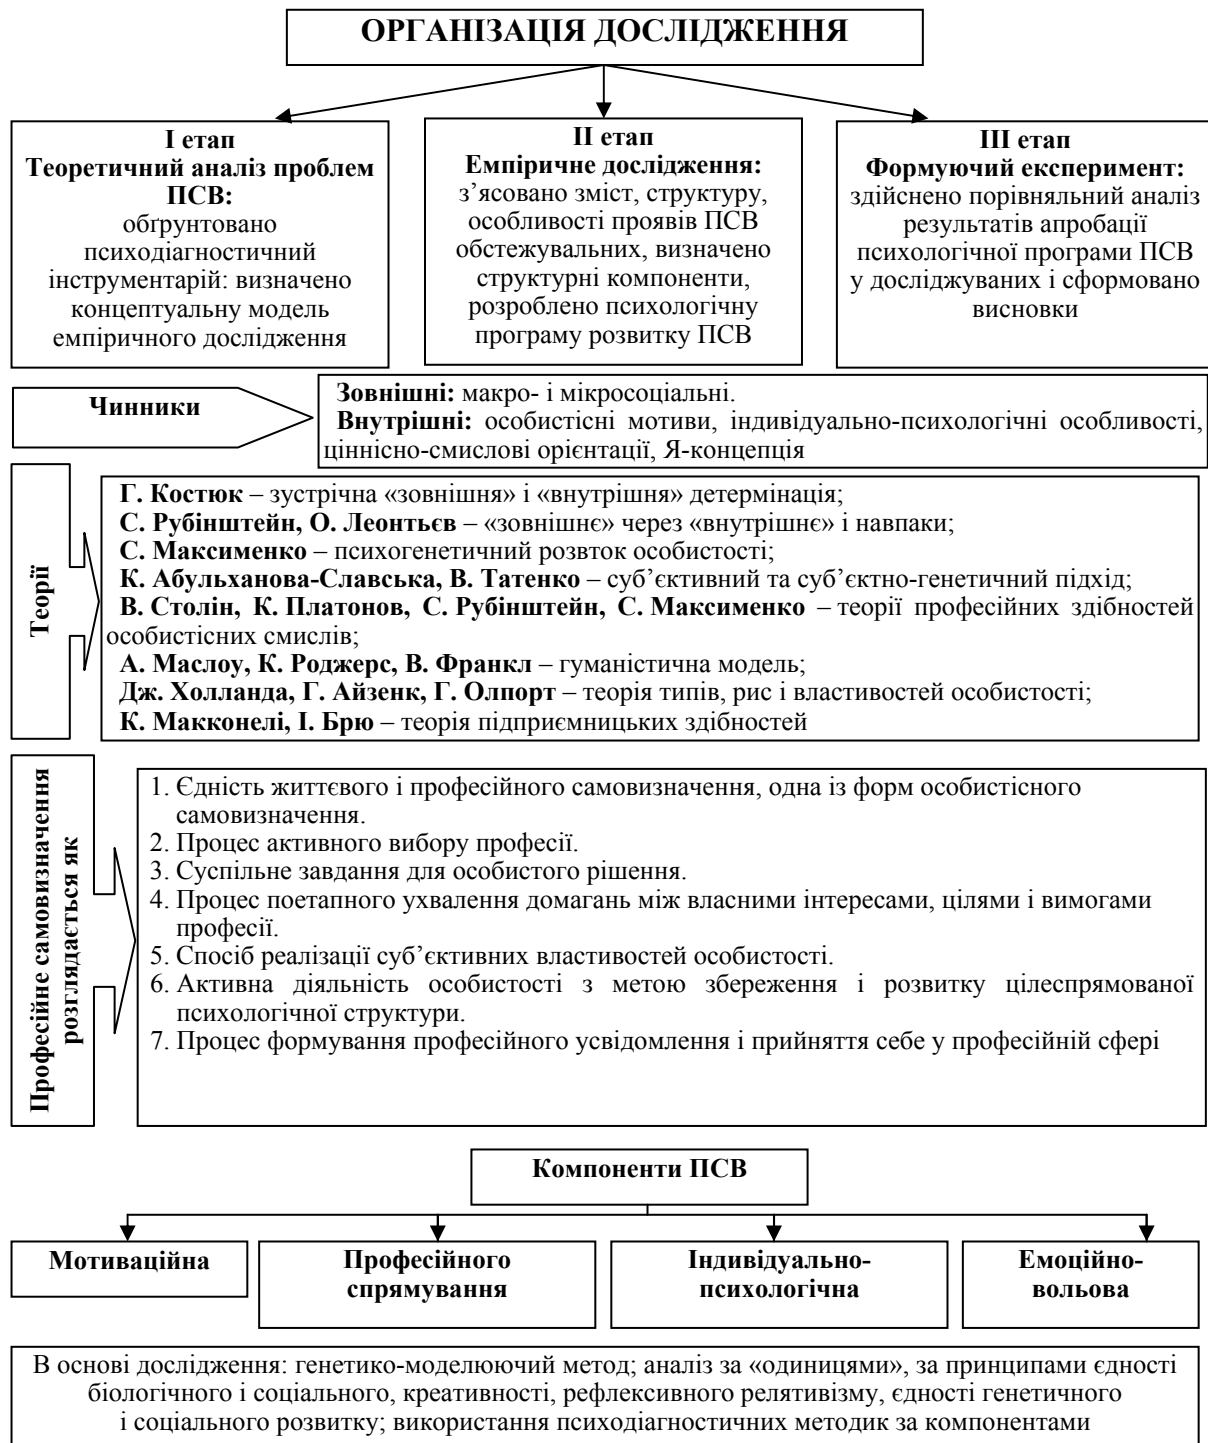 ОРГАНІЗАЦІЯ ДОСЛІДЖЕННЯ
І етап
Теоретичний аналіз проблем
ПСВ:
обґрунтовано
психодіагностичний
інструментарій: визначено
концептуальну модель
емпіричного дослідження
ІІ етап
Емпіричне дослідження:
з’ясовано зміст, структуру,
особливості проявів ПСВ
обстежувальних, визначено
структурні компоненти,
розроблено психологічну
програму розвитку ПСВ
ІІІ етап
Формуючий експеримент:
здійснено порівняльний аналіз
результатів апробації
психологічної програми ПСВ
у досліджуваних і сформовано
висновки
Чинники
Зовнішні: макро- і мікросоціальні.
Внутрішні: особистісні мотиви, індивідуально-психологічні особливості,
ціннісно-смислові орієнтації, Я-концепція
Теорії
Г. Костюк – зустрічна «зовнішня» і «внутрішня» детермінація;
С. Рубінштейн, О. Леонтьєв – «зовнішнє» через «внутрішнє» і навпаки;
С. Максименко – психогенетичний розвток особистості;
К. Абульханова-Славська, В. Татенко – суб’єктивний та суб’єктно-генетичний підхід;
В. Столін, К. Платонов, С. Рубінштейн, С. Максименко – теорії професійних здібностей
особистісних смислів;
А. Маслоу, К. Роджерс, В. Франкл – гуманістична модель;
Дж. Холланда, Г. Айзенк, Г. Олпорт – теорія типів, рис і властивостей особистості;
К. Макконелі, І. Брю – теорія підприємницьких здібностей
Професійне самовизначення
розглядається як
1. Єдність життєвого і професійного самовизначення, одна із форм особистісного
самовизначення.
2. Процес активного вибору професії.
3. Суспільне завдання для особистого рішення.
4. Процес поетапного ухвалення домагань між власними інтересами, цілями і вимогами
професії.
5. Спосіб реалізації суб’єктивних властивостей особистості.
6. Активна діяльність особистості з метою збереження і розвитку цілеспрямованої
психологічної структури.
7. Процес формування професійного усвідомлення і прийняття себе у професійній сфері
Компоненти ПСВ
Мотиваційна
Професійного
спрямування
Індивідуально-
психологічна
Емоційно-
вольова
В основі дослідження: генетико-моделюючий метод; аналіз за «одиницями», за принципами єдності
біологічного і соціального, креативності, рефлексивного релятивізму, єдності генетичного
і соціального розвитку; використання психодіагностичних методик за компонентами